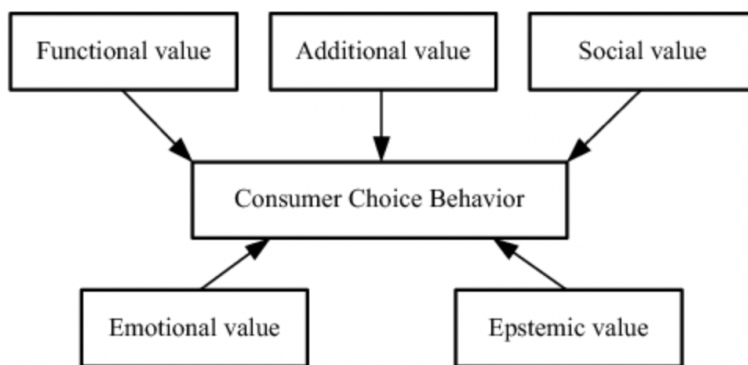 Functional value
Additional value
Social value
Consumer Choice Behavior
Emotional value
Epstemic value